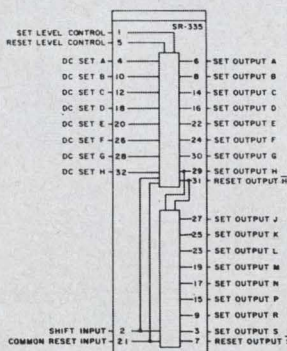 SR-335
SET LEVEL CONTROL 1
RESET LEVEL CONTROL 5
DC SET A 4 6 SET OUTPUT A
DC SET B 10 8 SET OUTPUT B
DC SET C 12 14 SET OUTPUT C
DC SET D 18 16 SET OUTPUT D
DC SET E 20 22 SET OUTPUT E
DC SET F 26 24 SET OUTPUT F
DC SET G 28 30 SET OUTPUT G
DC SET H 32 29 SET OUTPUT H
31 RESET OUTPUT H
27 SET OUTPUT J
25 SET OUTPUT K
23 SET OUTPUT L
19 SET OUTPUT M
17 SET OUTPUT N
15 SET OUTPUT P
9 SET OUTPUT R
SHIFT INPUT 2 3 SET OUTPUT S
COMMON RESET INPUT 21 7 RESET OUTPUT